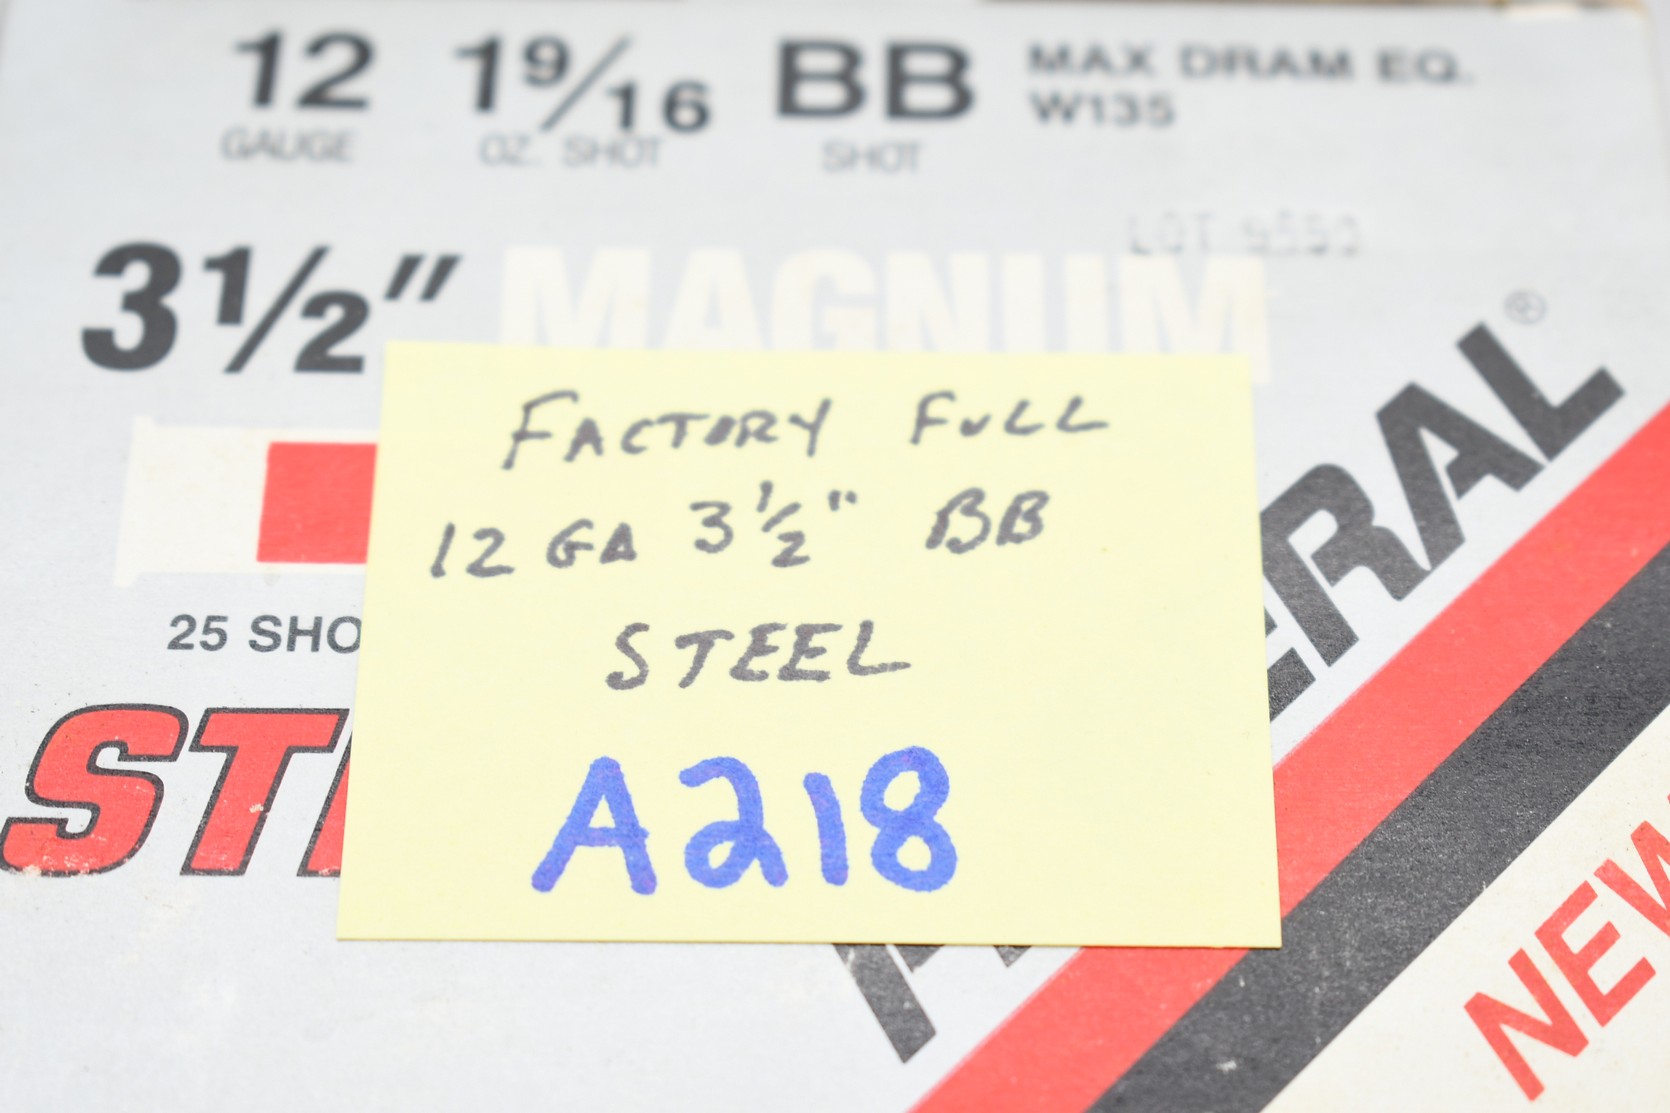 12 1 9/16 BB MAX DRAM EQ.
GAUGE OZ. SHOT SHOT W135
LOT
3 1/2" MAGNUM
FACTORY FULL
12 GA 3 1/2" BB
STEEL
A218
25 SHO
ST
ERAL®
NEW